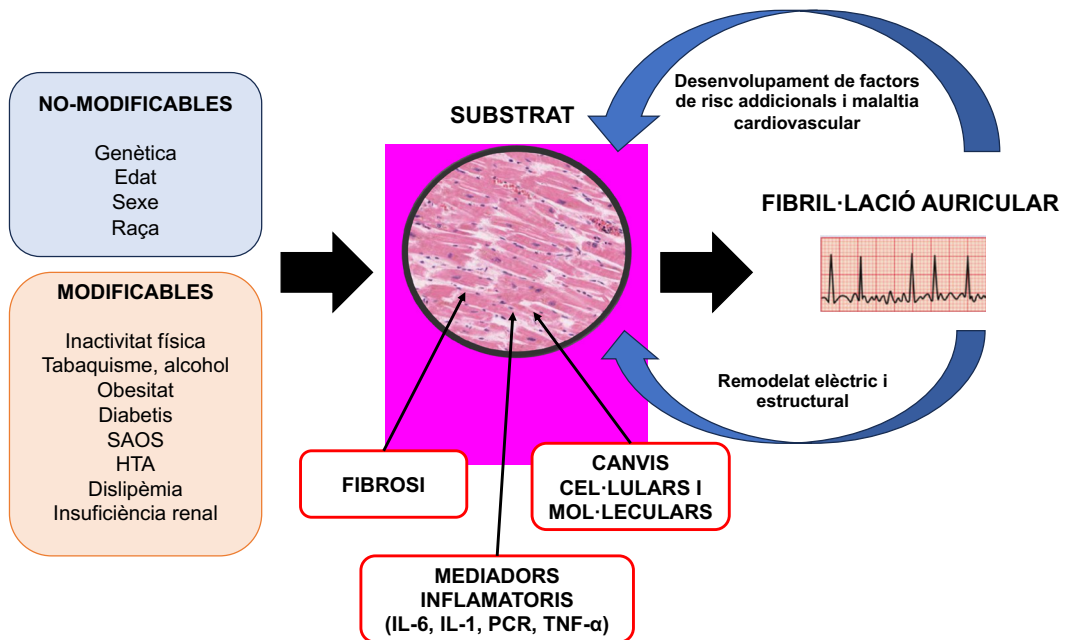 NO-MODIFICABLES
Genètica
Edat
Sexe
Raça
MODIFICABLES
Inactivitat física
Tabaquisme, alcohol
Obesitat
Diabetis
SAOS
HTA
Dislipèmia
Insuficiència renal
SUBSTRAT
FIBROSI
MEDIADORS
INFLAMATORIS
(IL-6, IL-1, PCR, TNF-α)
CANVIS
CEL·LULARS I
MOL·LECULARS
Desenvolupament de factors
de risc addicionals i malaltia
cardiovascular
FIBRIL·LACIÓ AURICULAR
Remodelat elèctric i
estructural